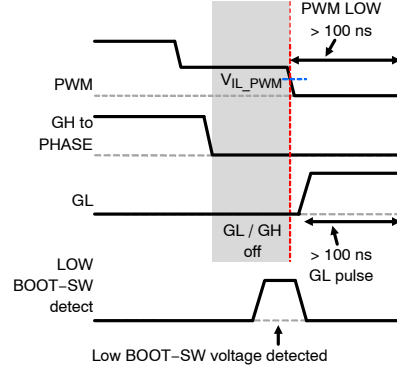 PWM LOW
> 100 ns
V_IL_PWM
PWM
GH to
PHASE
GL
GL / GH
off
> 100 ns
GL pulse
LOW
BOOT−SW
detect
Low BOOT−SW voltage detected